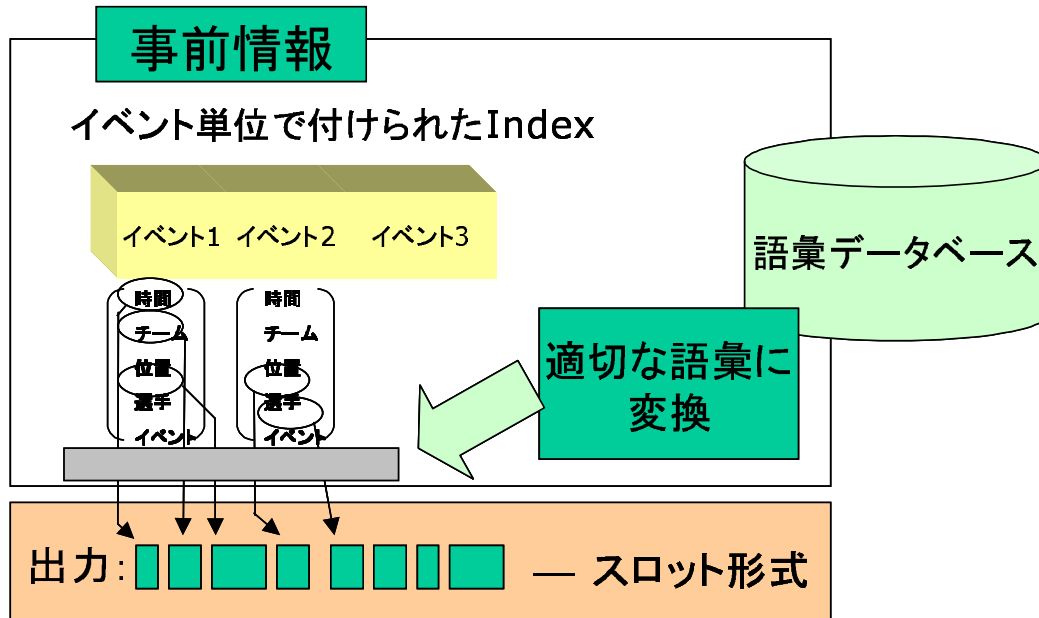 事前情報
イベント単位で付けられたIndex
イベント1 イベント2 イベント3
語彙データベース
時間
チーム
位置
選手
イベント
時間
チーム
位置
選手
イベント
適切な語彙に
変換
出力: — スロット形式